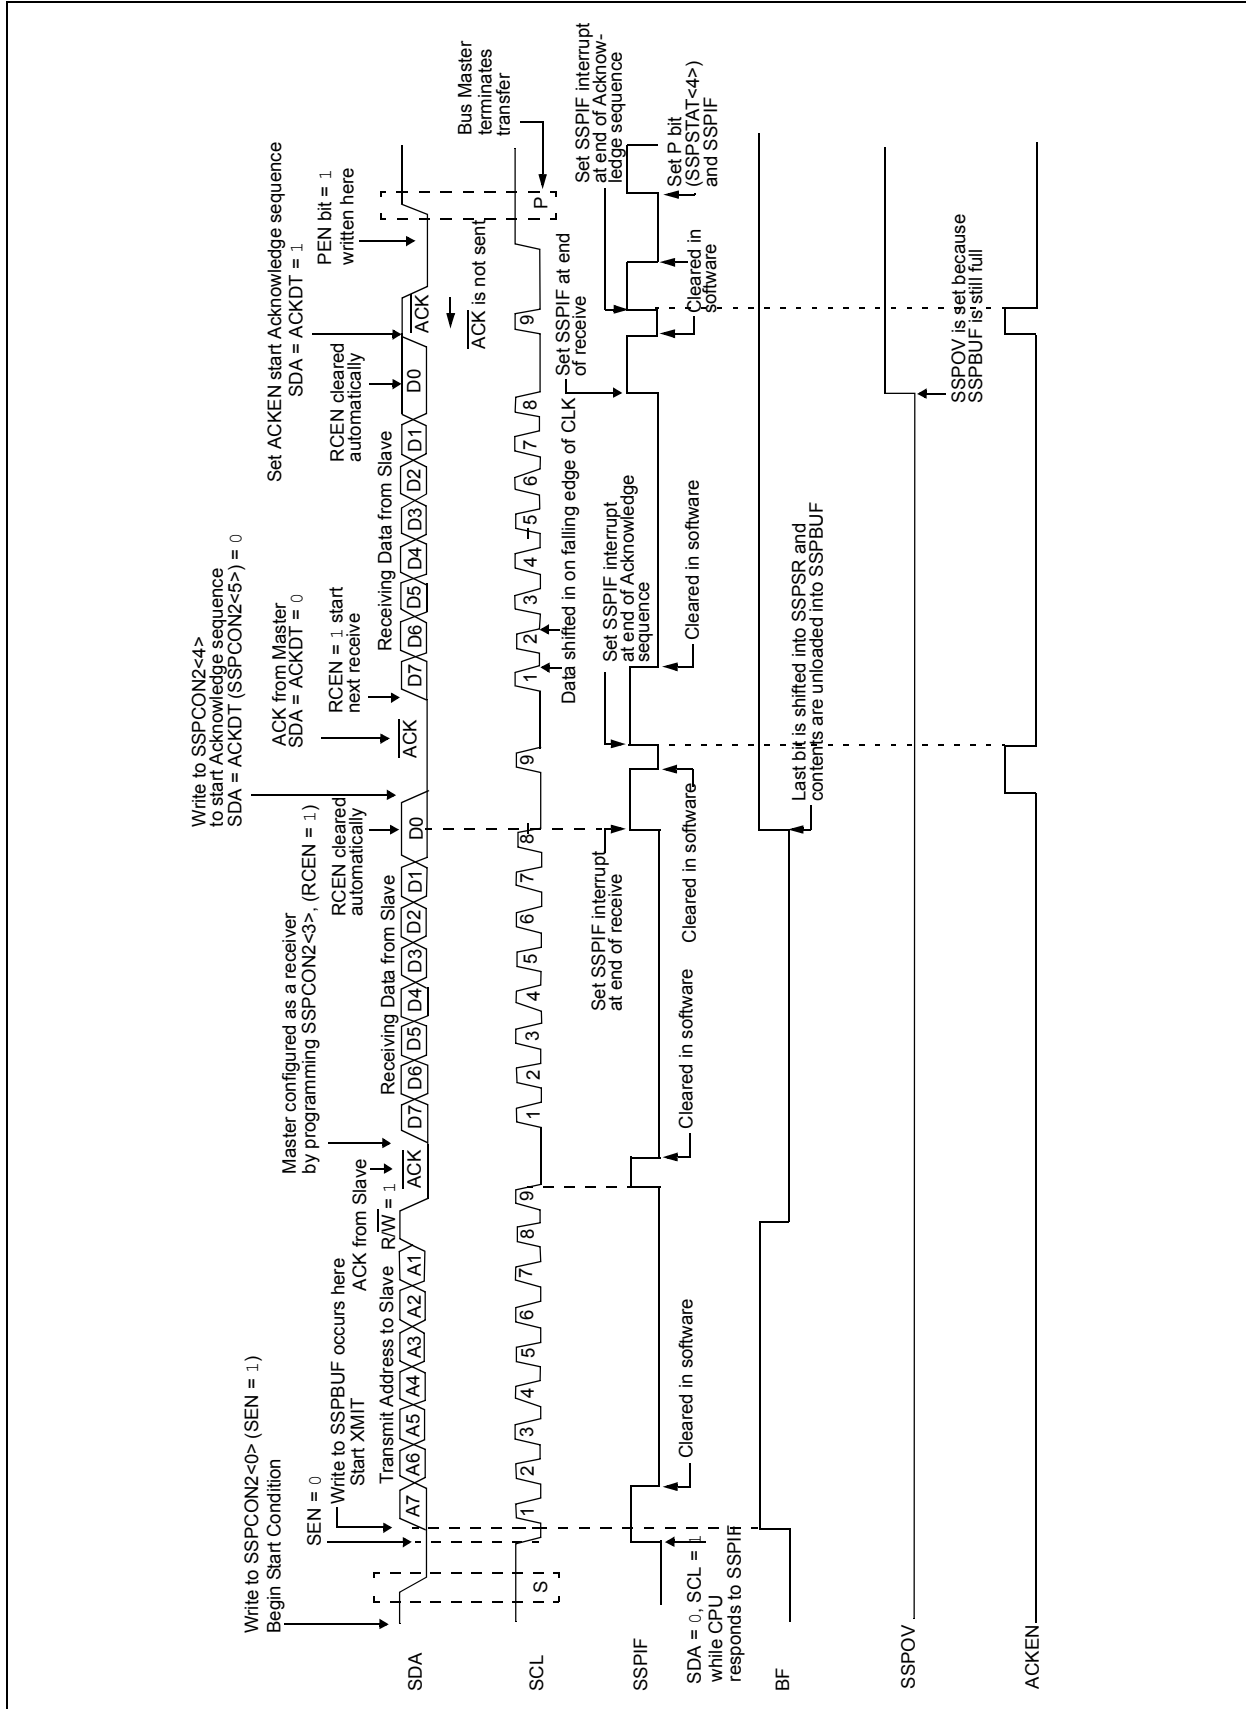 Write to SSPCON2<0> (SEN = 1)
Begin Start Condition
SEN = 0
Write to SSPBUF occurs here
Start XMIT
ACK from Slave
Master configured as a receiver
by programming SSPCON2<3>, (RCEN = 1)
RCEN cleared
automatically
Write to SSPCON2<4>
to start Acknowledge sequence
SDA = ACKDT (SSPCON2<5>) = 0
ACK from Master
SDA = ACKDT = 0
RCEN = 1 start
next receive
RCEN cleared
automatically
Set ACKEN start Acknowledge sequence
SDA = ACKDT = 1
PEN bit = 1
written here
Transmit Address to Slave
R/W = 1
Receiving Data from Slave
Receiving Data from Slave
SDA
A7 A6 A5 A4 A3 A2 A1 ACK D7 D6 D5 D4 D3 D2 D1 D0 ACK D7 D6 D5 D4 D3 D2 D1 D0 ACK
ACK is not sent
Bus Master
terminates
transfer
SCL
S 1 2 3 4 5 6 7 8 9 1 2 3 4 5 6 7 8 9 1 2 3 4 5 6 7 8 9 P
Data shifted in on falling edge of CLK
Set SSPIF interrupt
at end of receive
Set SSPIF interrupt
at end of Acknowledge
sequence
Set SSPIF at end
of receive
Set SSPIF interrupt
at end of Acknow-
ledge sequence
SSPIF
SDA = 0, SCL = 1
while CPU
responds to SSPIF
Cleared in software
Cleared in software
Cleared in software
Cleared in software
Cleared in
software
Set P bit
(SSPSTAT<4>)
and SSPIF
BF
Last bit is shifted into SSPSR and
contents are unloaded into SSPBUF
SSPOV
SSPOV is set because
SSPBUF is still full
ACKEN